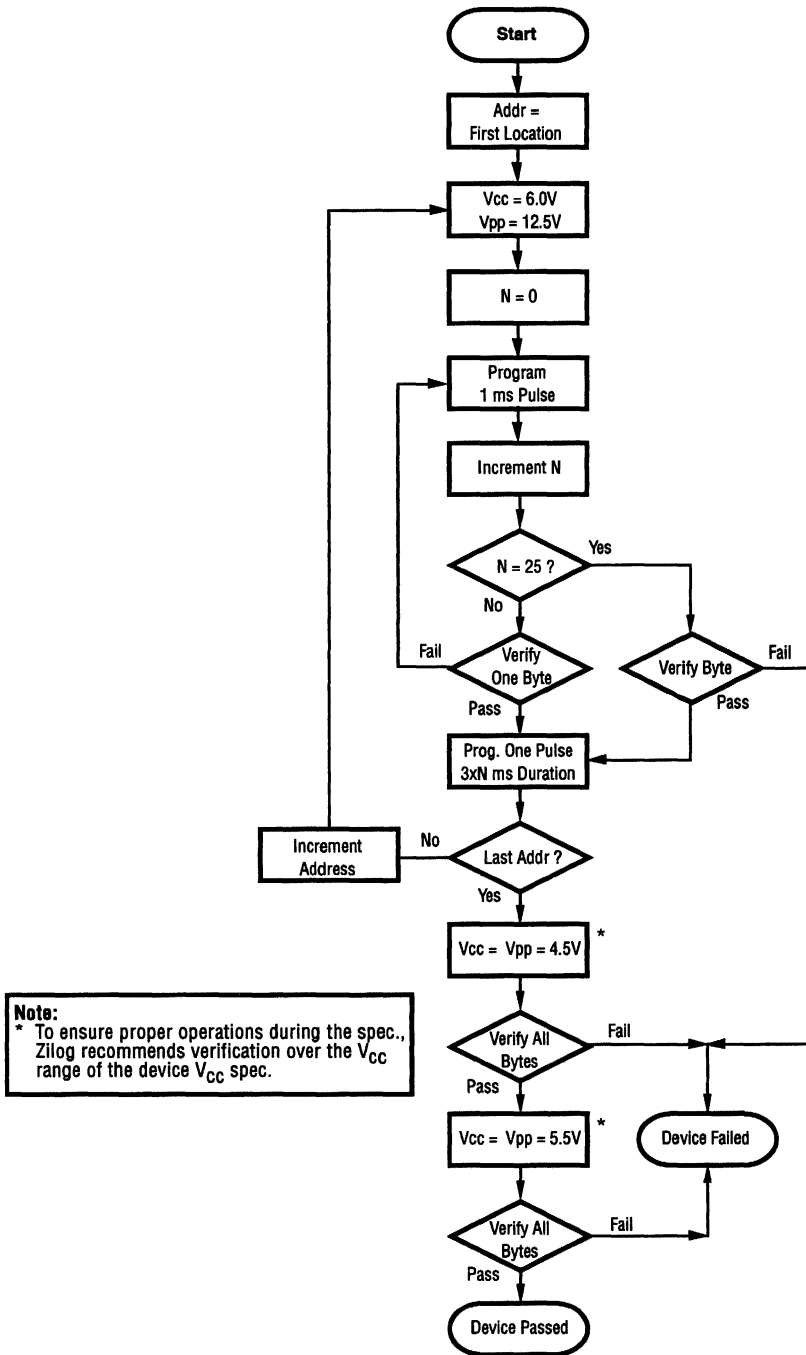 Start
Addr =
First Location
Vcc = 6.0V
Vpp = 12.5V
N = 0
Program
1 ms Pulse
Increment N
N = 25 ?
Yes
No
Fail
Verify
One Byte
Pass
Verify Byte
Fail
Pass
Prog. One Pulse
3xN ms Duration
Increment
Address
No
Last Addr ?
Yes
Vcc = Vpp = 4.5V
*
Note:
* To ensure proper operations during the spec.,
Zilog recommends verification over the VCC
range of the device VCC spec.
Verify All
Bytes
Fail
Pass
Vcc = Vpp = 5.5V
*
Device Failed
Verify All
Bytes
Fail
Pass
Device Passed